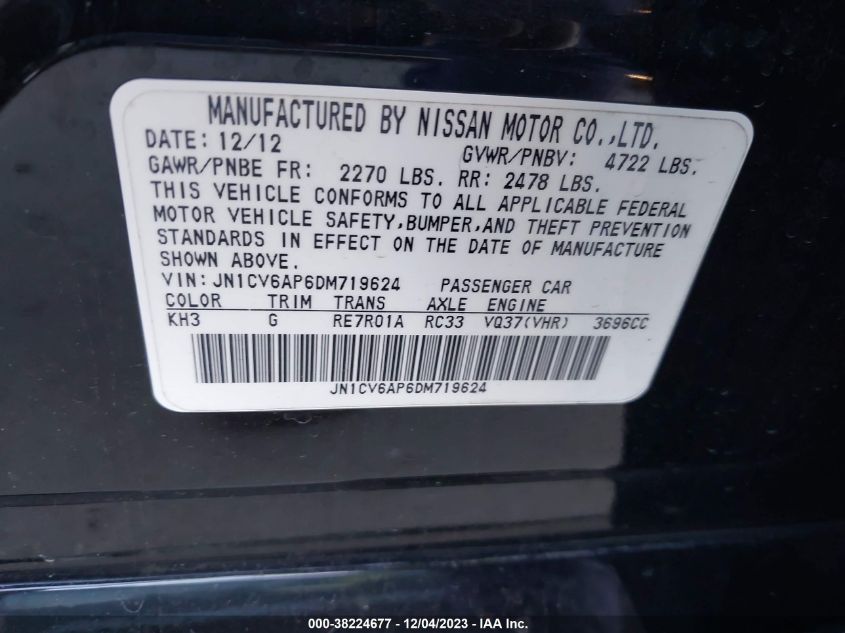 MANUFACTURED BY NISSAN MOTOR CO.,LTD.
DATE: 12/12 GVWR/PNBV: 4722 LBS.
GAWR/PNBE FR: 2270 LBS. RR: 2478 LBS.
THIS VEHICLE CONFORMS TO ALL APPLICABLE FEDERAL
MOTOR VEHICLE SAFETY,BUMPER,AND THEFT PREVENTION
STANDARDS IN EFFECT ON THE DATE OF MANUFACTURE
SHOWN ABOVE.
VIN: JN1CV6AP6DM719624 PASSENGER CAR
COLOR TRIM TRANS AXLE ENGINE
KH3 G RE7R01A RC33 VQ37(VHR) 3696CC
JN1CV6AP6DM719624
000-38224677 - 12/04/2023 - IAA Inc.